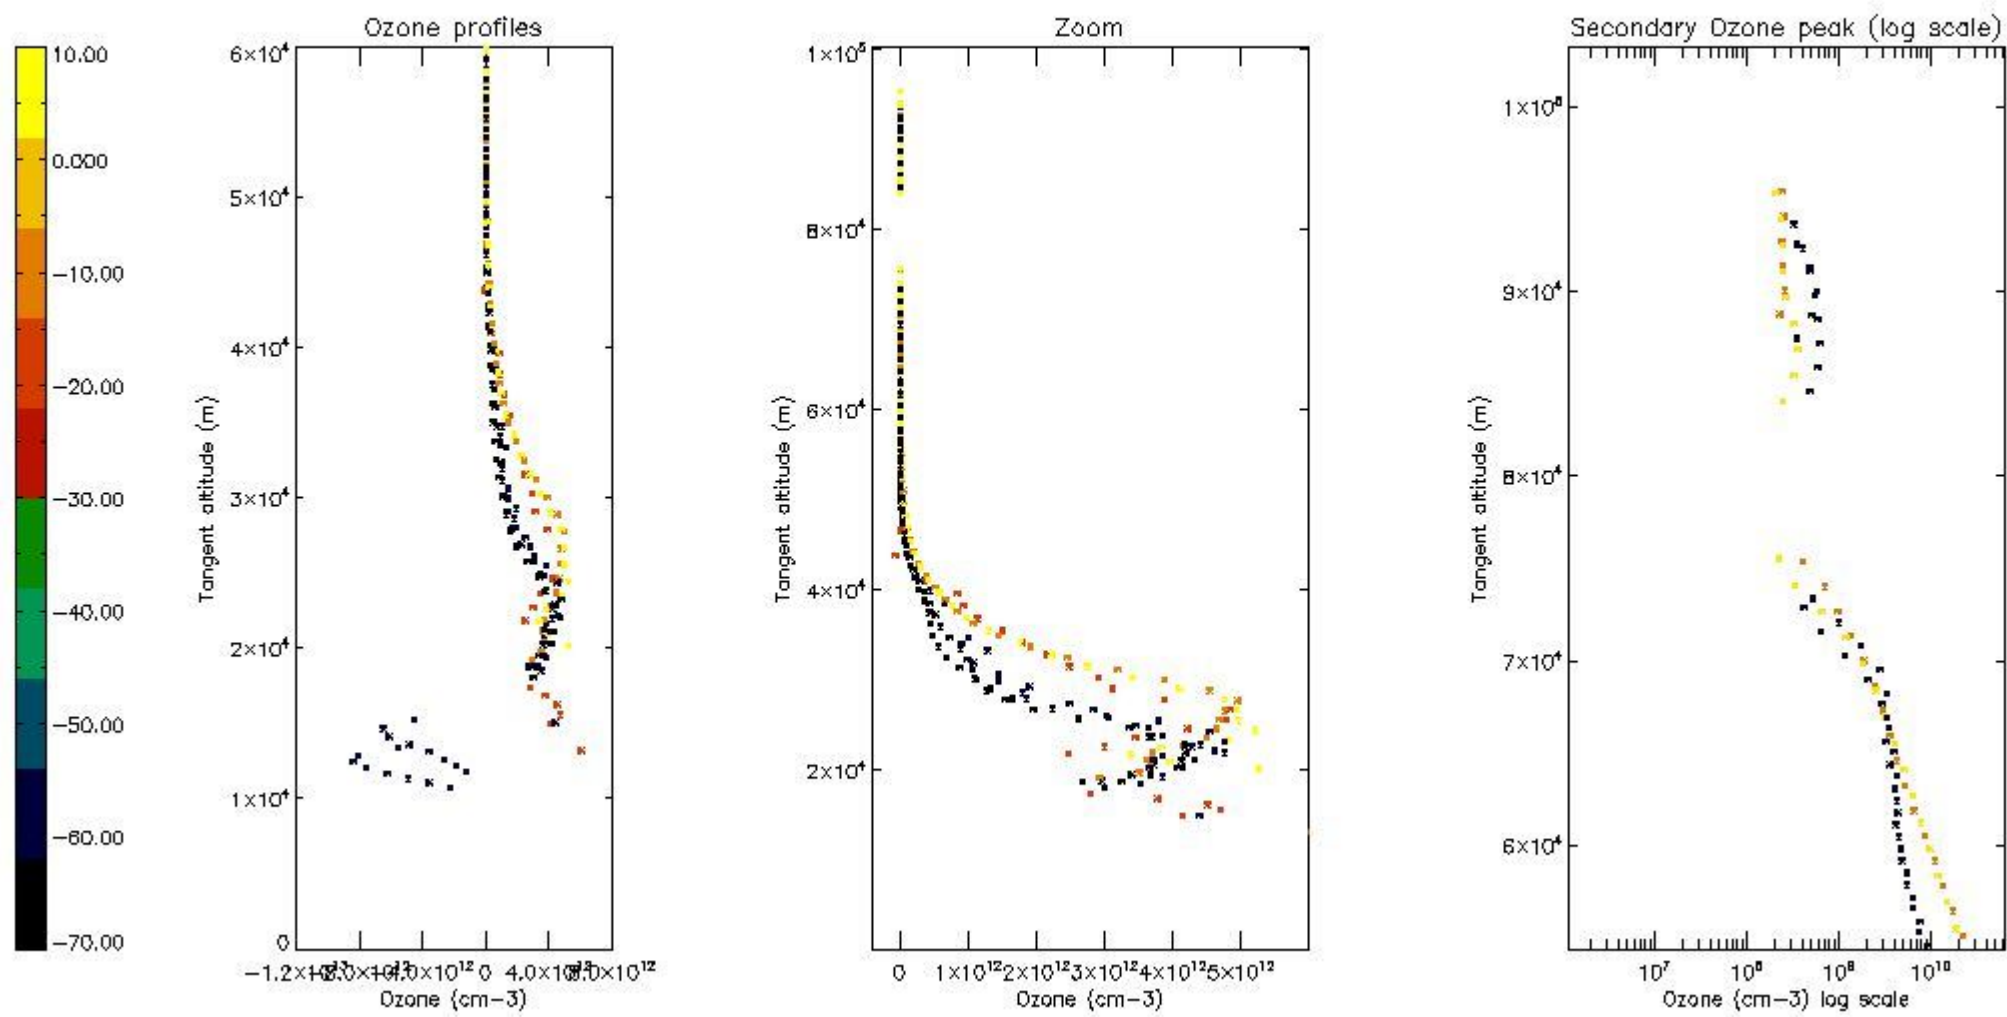 Ozone profiles
Zoom
Secondary Ozone peak (log scale)
10.00
0.000
−10.00
−20.00
−30.00
−40.00
−50.00
−60.00
−70.00
6×10⁴
5×10⁴
4×10⁴
3×10⁴
2×10⁴
1×10⁴
0
Tangent altitude (m)
0
Ozone (cm−3)
1×10⁵
8×10⁴
6×10⁴
4×10⁴
2×10⁴
Tangent altitude (m)
0 1×10¹² 2×10¹² 3×10¹² 4×10¹² 5×10¹²
Ozone (cm−3)
9×10⁴
8×10⁴
7×10⁴
6×10⁴
Tangent altitude (m)
10⁷ 10⁸ 10⁹ 10¹⁰
Ozone (cm−3) log scale